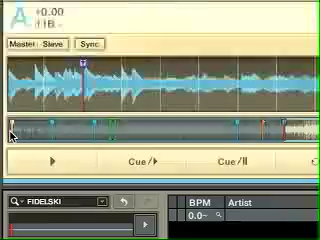 A +0.00
Master Slave Sync
Cue/ Cue/
FIDELSKI BPM Artist
0.0~